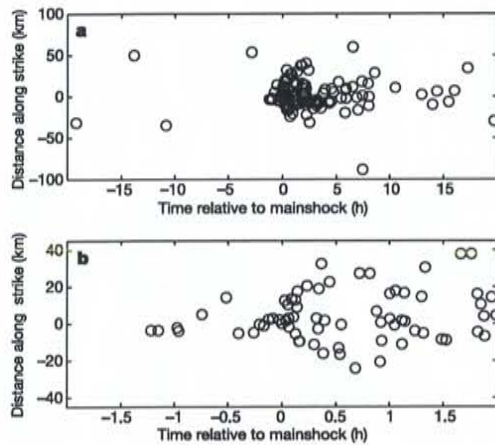 a
100
50
0
−50
−100
Distance along strike (km)
−15 −10 −5 0 5 10 15
Time relative to mainshock (h)
b
40
20
0
−20
−40
Distance along strike (km)
−1.5 −1 −0.5 0 0.5 1 1.5
Time relative to mainshock (h)